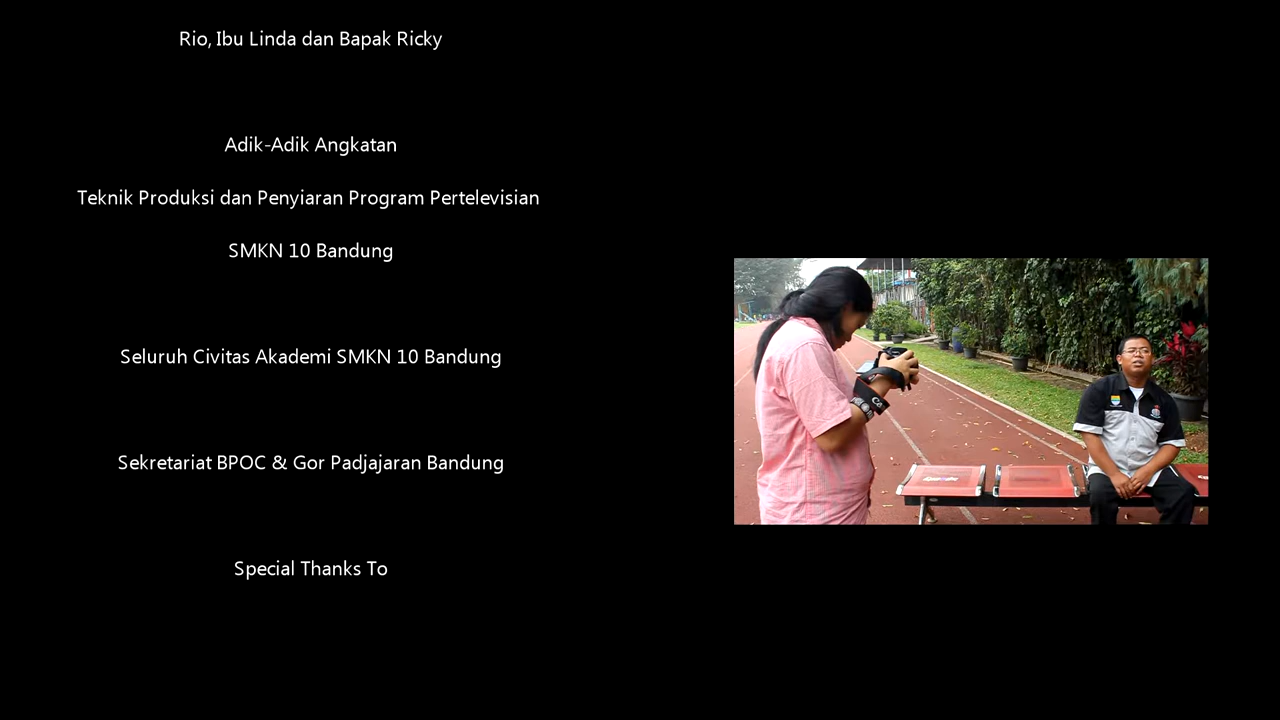 Rio, Ibu Linda dan Bapak Ricky
Adik-Adik Angkatan
Teknik Produksi dan Penyiaran Program Pertelevisian
SMKN 10 Bandung
Seluruh Civitas Akademi SMKN 10 Bandung
Sekretariat BPOC & Gor Padjajaran Bandung
Special Thanks To